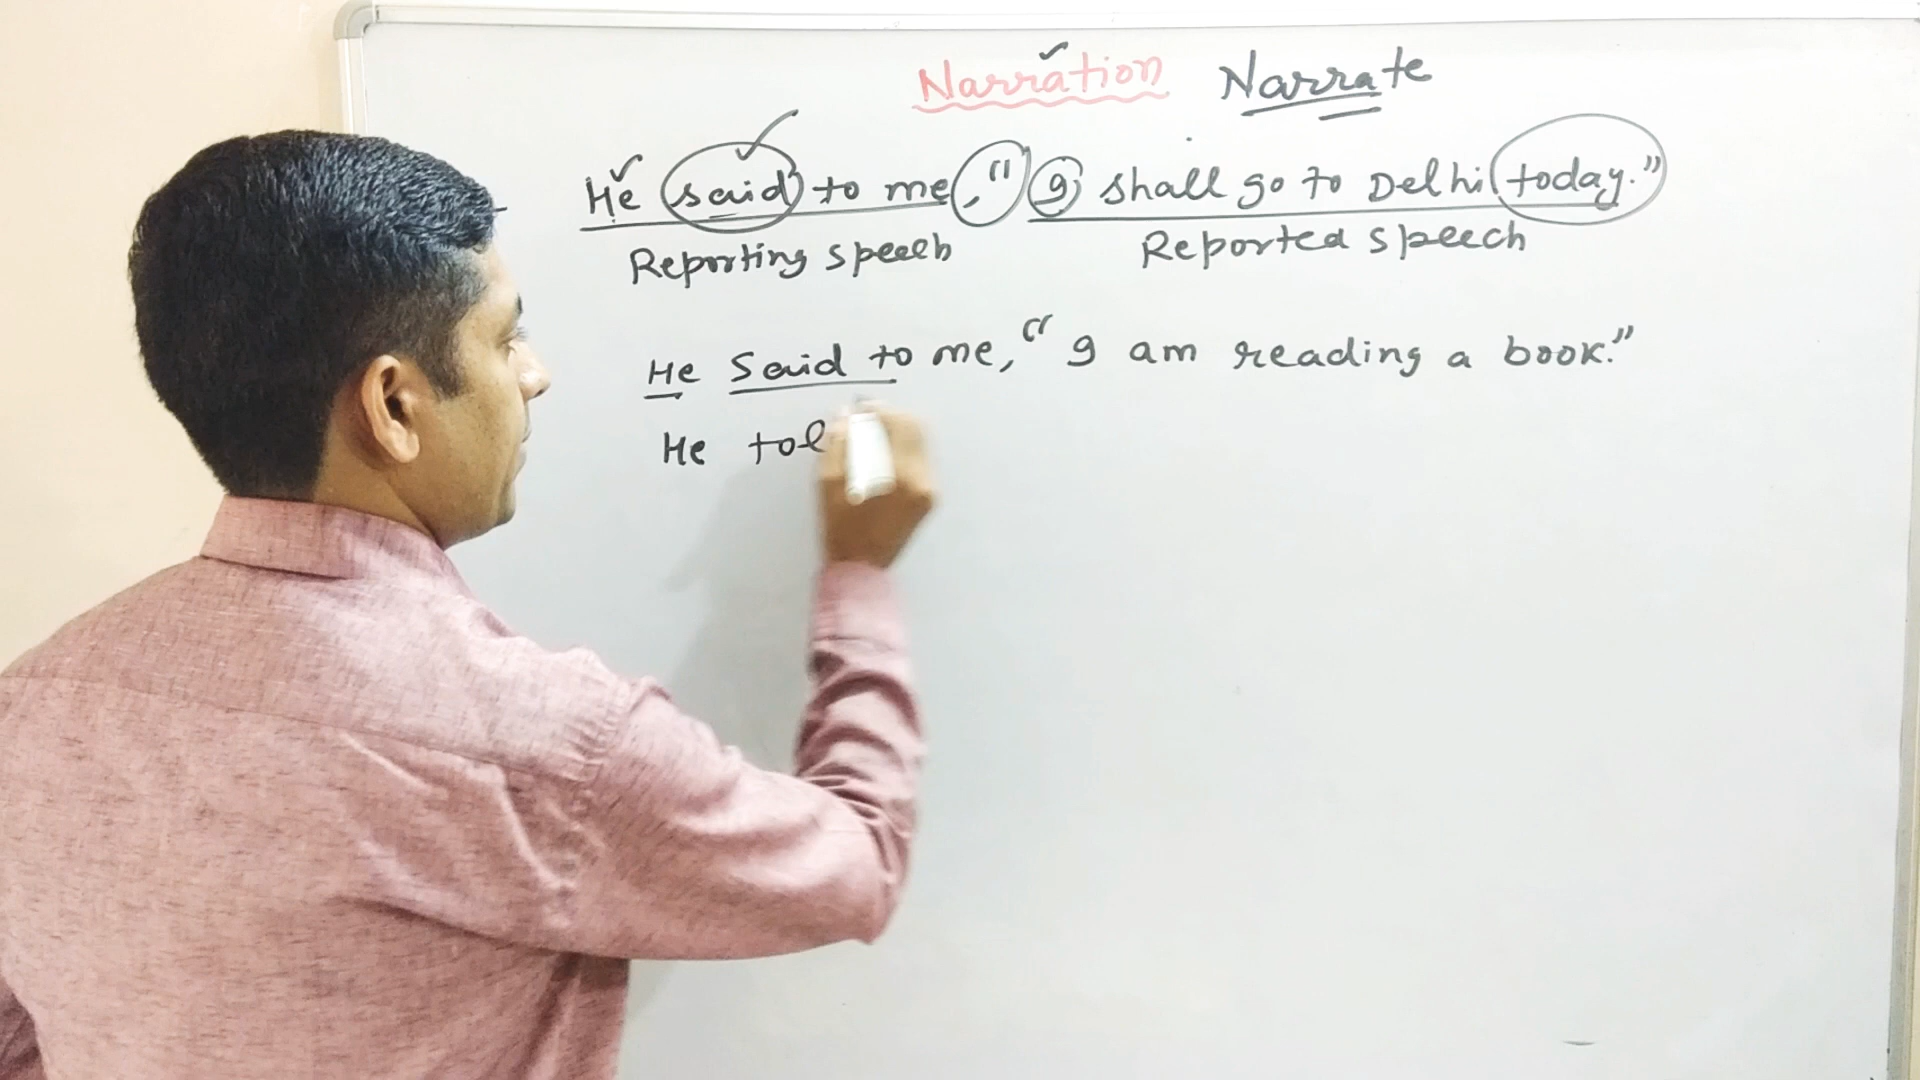 Narration Narrate
He said to me, "I shall go to Delhi today."
Reporting speech Reported speech
He said to me, "I am reading a book."
He tol